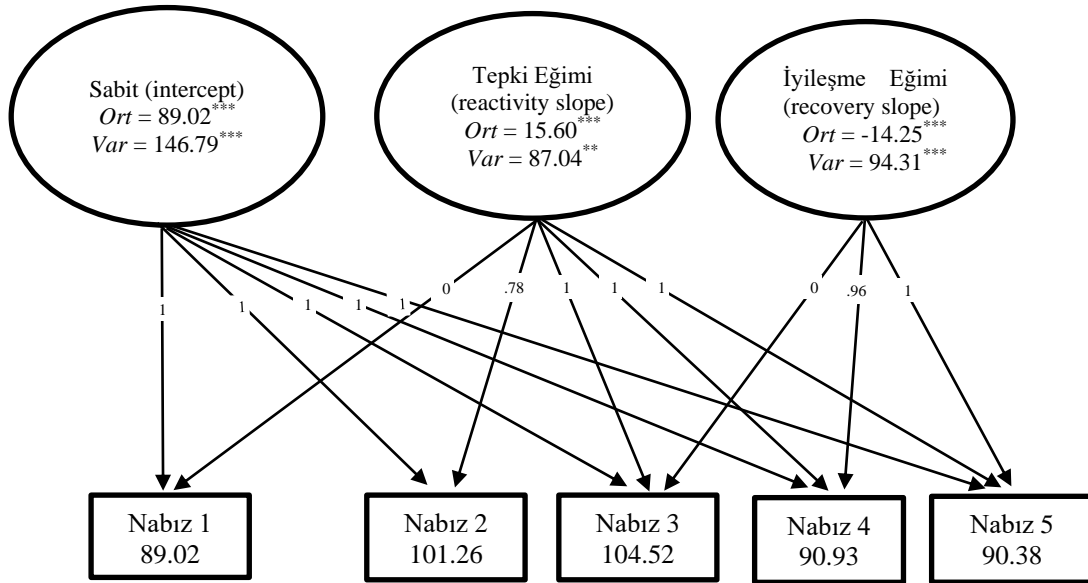 Sabit (intercept)
Ort = 89.02***
Var = 146.79***
Tepki Eğimi
(reactivity slope)
Ort = 15.60***
Var = 87.04**
İyileşme Eğimi
(recovery slope)
Ort = -14.25***
Var = 94.31***
1 1 1 1 1 0 .78 1 1 1 0 .96 1
Nabız 1
89.02
Nabız 2
101.26
Nabız 3
104.52
Nabız 4
90.93
Nabız 5
90.38